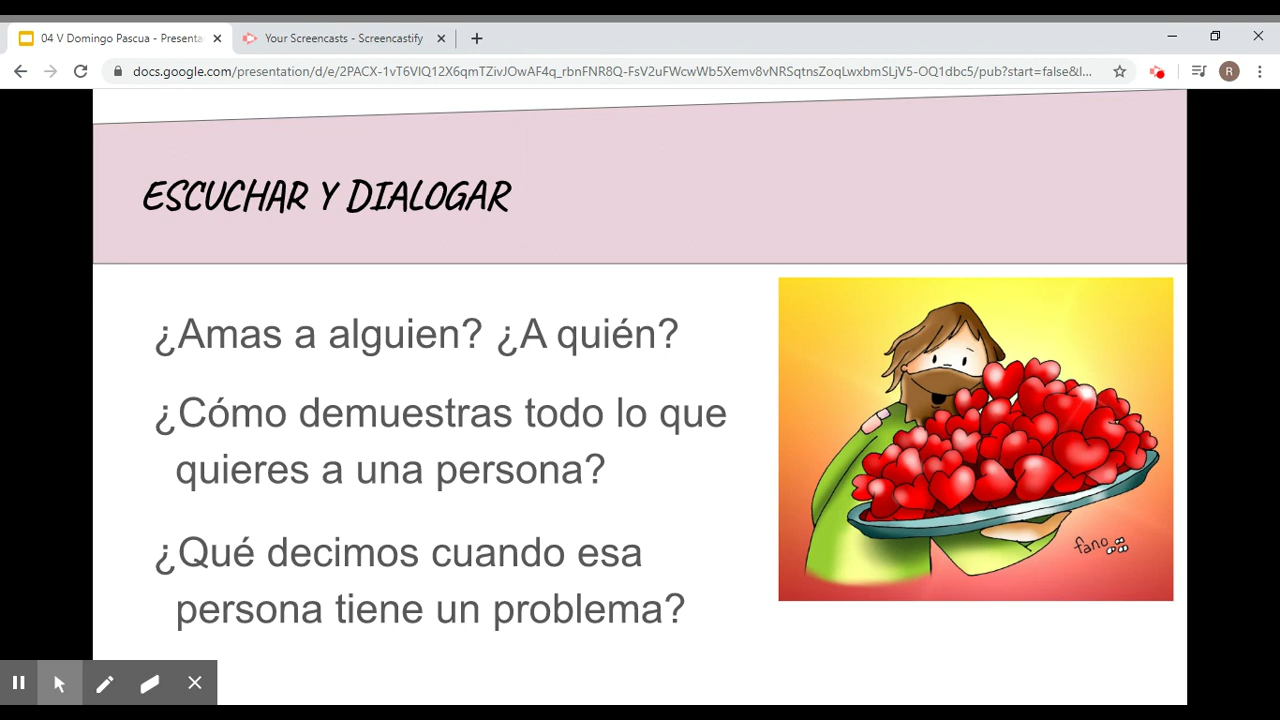 04 V Domingo Pascua - Presenta
Your Screencasts - Screencastify
docs.google.com/presentation/d/e/2PACX-1vT6VlQ12XsqmTZivJOwAF4q_rbnFNR8Q-FsV2uFWcwWb5Xemv8vNRSqtnsZoqLwxbmSLjV5-OQ1dbc5/pub?start=false&l...
R
ESCUCHAR Y DIALOGAR
¿Amas a alguien? ¿A quién?
¿Cómo demuestras todo lo que
quieres a una persona?
¿Qué decimos cuando esa
persona tiene un problema?
fano